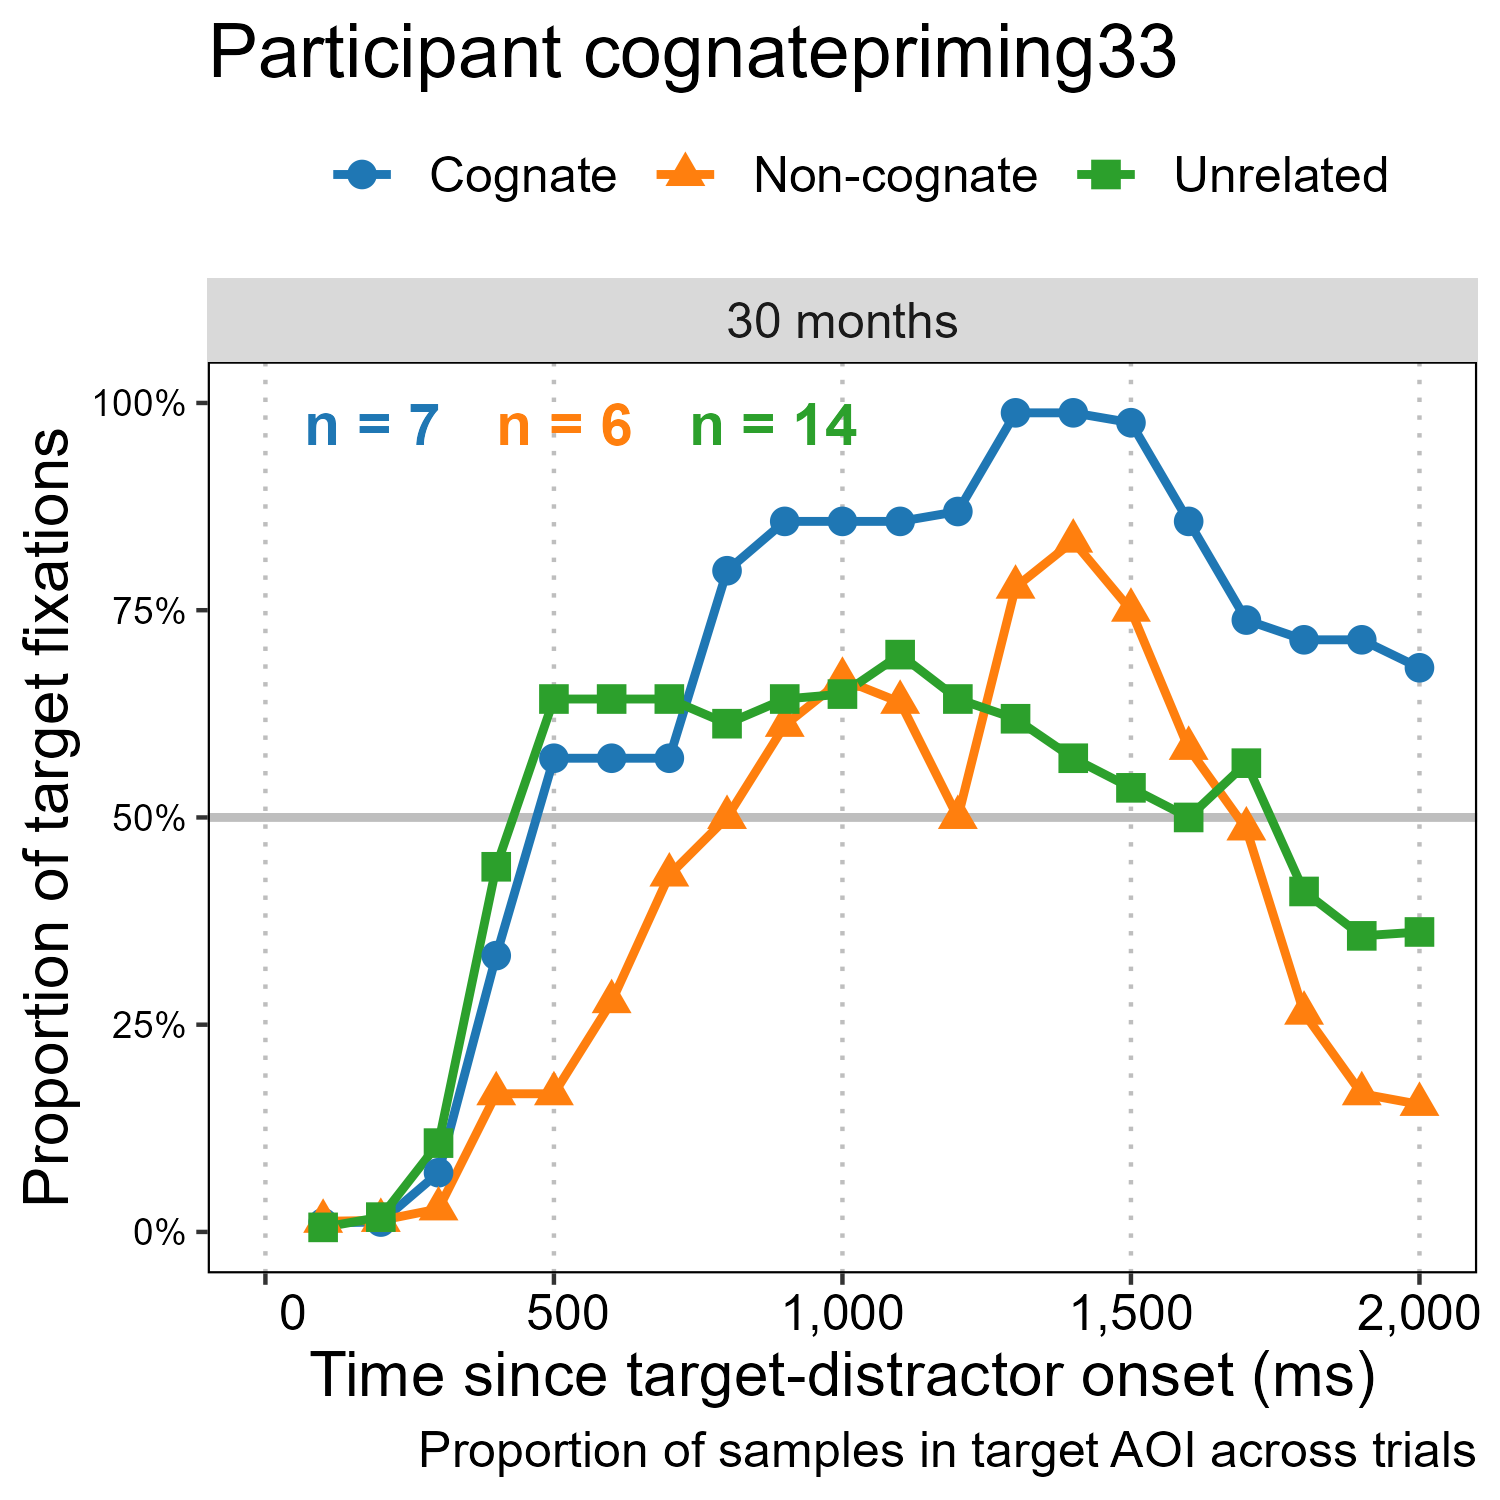 Participant cognatepriming33
Cognate Non-cognate Unrelated
30 months
n = 7 n = 6 n = 14
100%
75%
50%
25%
0%
Proportion of target fixations
0 500 1,000 1,500 2,000
Time since target-distractor onset (ms)
Proportion of samples in target AOI across trials